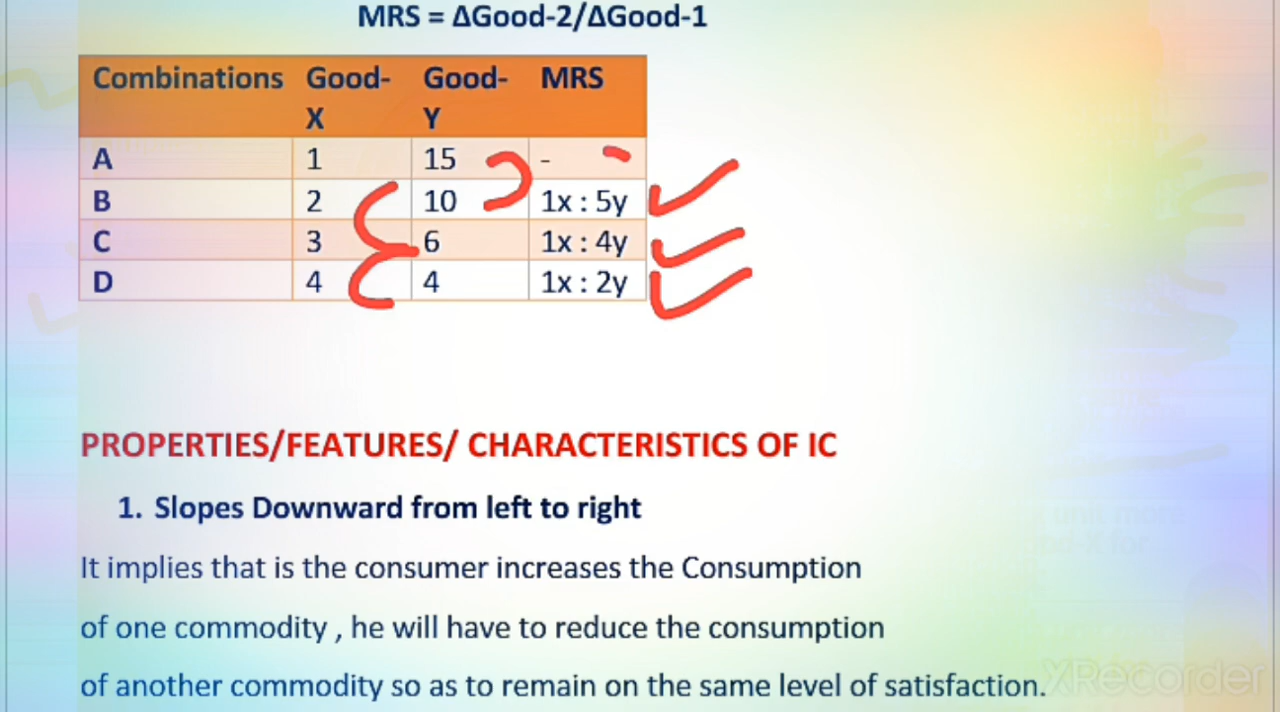 MRS = ΔGood-2/ΔGood-1
Combinations Good-X Good-Y MRS
A 1 15 -
B 2 10 1x : 5y
C 3 6 1x : 4y
D 4 4 1x : 2y
PROPERTIES/FEATURES/ CHARACTERISTICS OF IC
1. Slopes Downward from left to right
It implies that is the consumer increases the Consumption
of one commodity , he will have to reduce the consumption
of another commodity so as to remain on the same level of satisfaction.
XRecorder